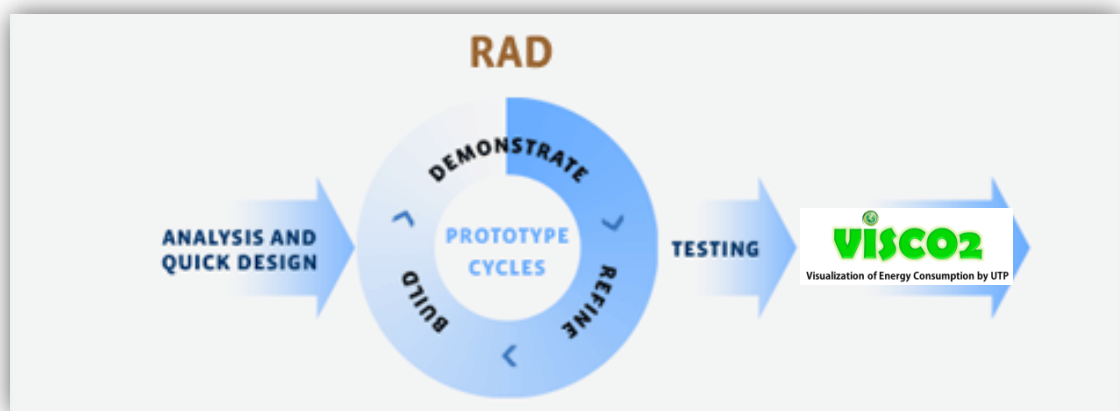 RAD
ANALYSIS AND
QUICK DESIGN
DEMONSTRATE
REFINE
BUILD
PROTOTYPE
CYCLES
TESTING
ViSCO2
Visualization of Energy Consumption by UTP